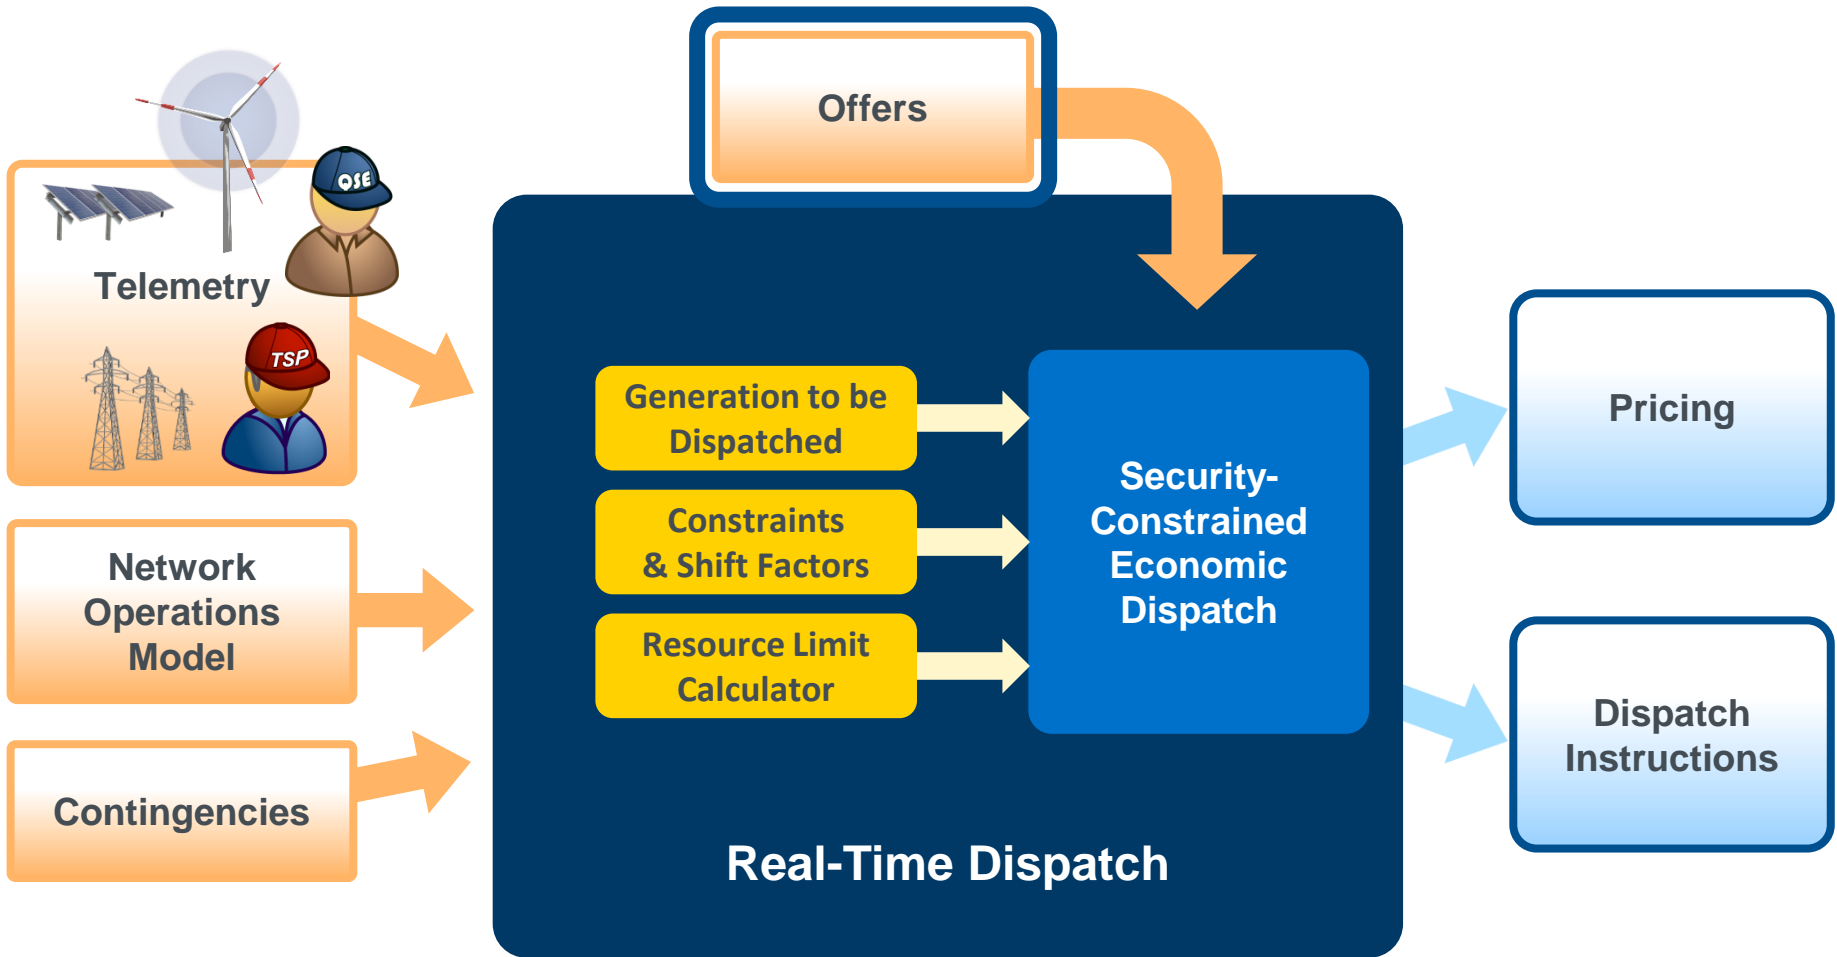 Offers
QSE
Telemetry
TSP
Network
Operations
Model
Contingencies
Generation to be
Dispatched
Constraints
& Shift Factors
Resource Limit
Calculator
Security-
Constrained
Economic
Dispatch
Real-Time Dispatch
Pricing
Dispatch
Instructions